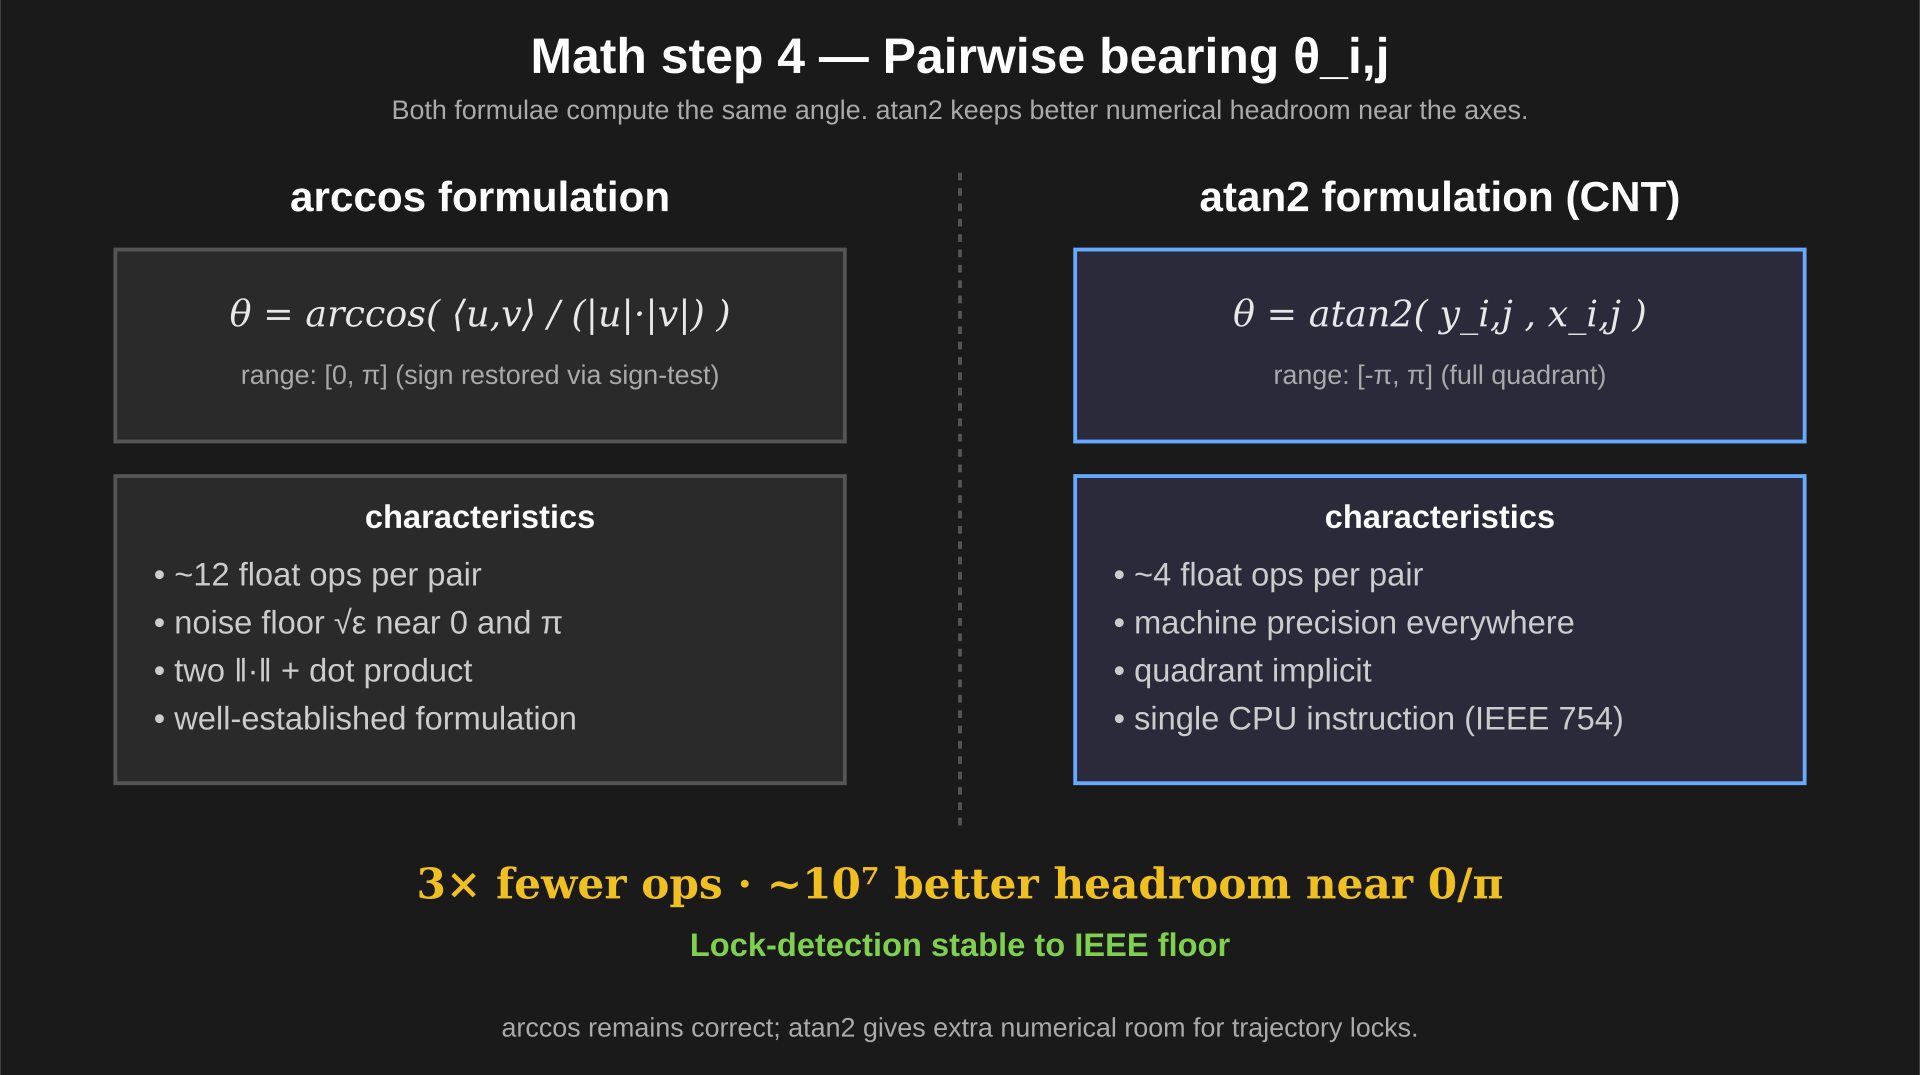 Math step 4 — Pairwise bearing θ_i,j
Both formulae compute the same angle. atan2 keeps better numerical headroom near the axes.
arccos formulation
θ = arccos( ⟨u,v⟩ / (|u|·|v|) )
range: [0, π] (sign restored via sign-test)
characteristics
• ~12 float ops per pair
• noise floor √ε near 0 and π
• two ‖·‖ + dot product
• well-established formulation
atan2 formulation (CNT)
θ = atan2( y_i,j , x_i,j )
range: [-π, π] (full quadrant)
characteristics
• ~4 float ops per pair
• machine precision everywhere
• quadrant implicit
• single CPU instruction (IEEE 754)
3× fewer ops · ~10⁷ better headroom near 0/π
Lock-detection stable to IEEE floor
arccos remains correct; atan2 gives extra numerical room for trajectory locks.